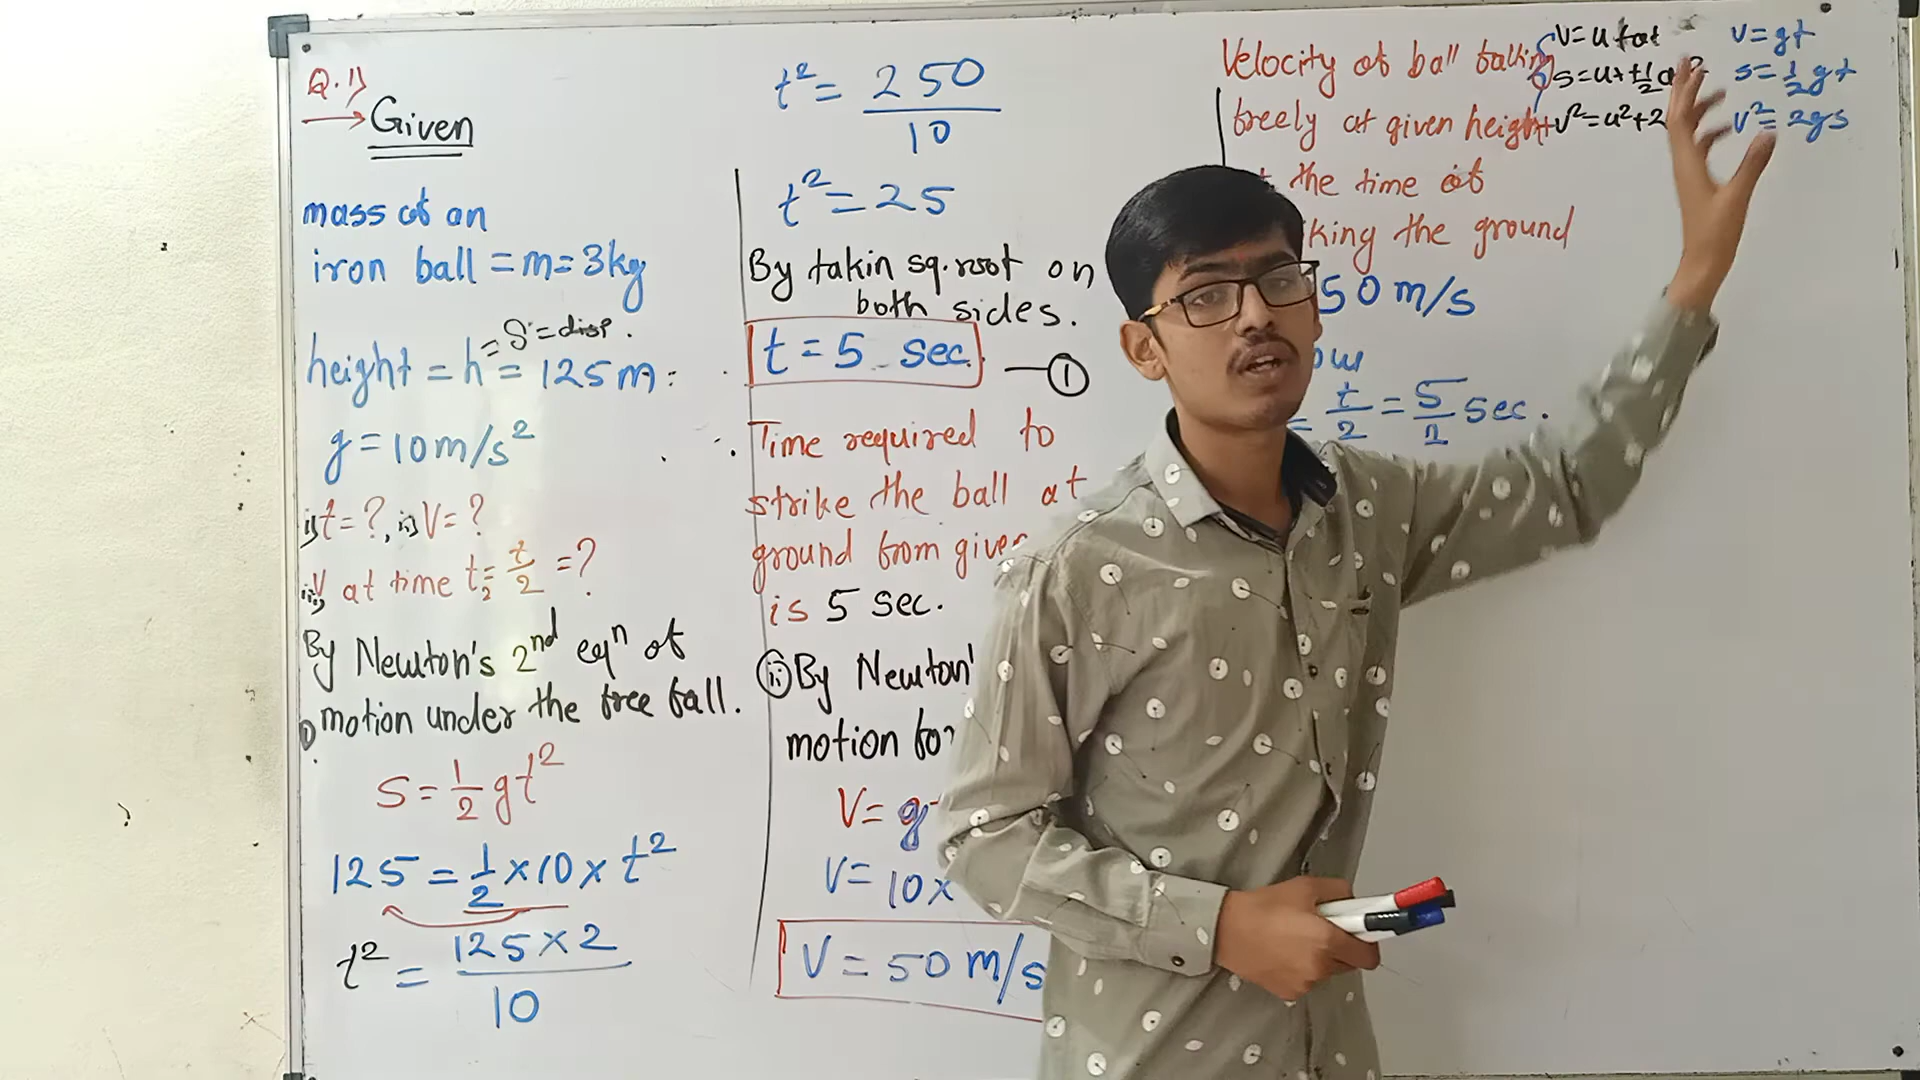 Q.1)
Given
mass of an
iron ball = m = 3kg
= S = disp.
height = h = 125 m
g = 10 m/s²
i) t = ?, ii) V = ?
iii) V at time t₂ = t/2 = ?
By Newton's 2nd eqn of
i) motion under the free fall.
S = 1/2 gt²
125 = 1/2 × 10 × t²
t² = 125 × 2 / 10
t² = 250 / 10
t² = 25
By takin sq. root on
both sides.
t = 5 sec. — ①
Time required to
strike the ball at
ground from given
is 5 sec.
ii) By Newton'
motion for
V = g
V = 10 ×
V = 50 m/s
Velocity of ball falling
freely at given height
the time of
iking the ground
50 m/s
ow
= t/2 = 5/2 sec.
V = u + at
S = ut + 1/2 a
V² = u² + 2
V = gt
S = 1/2 gt
V² = 2gs